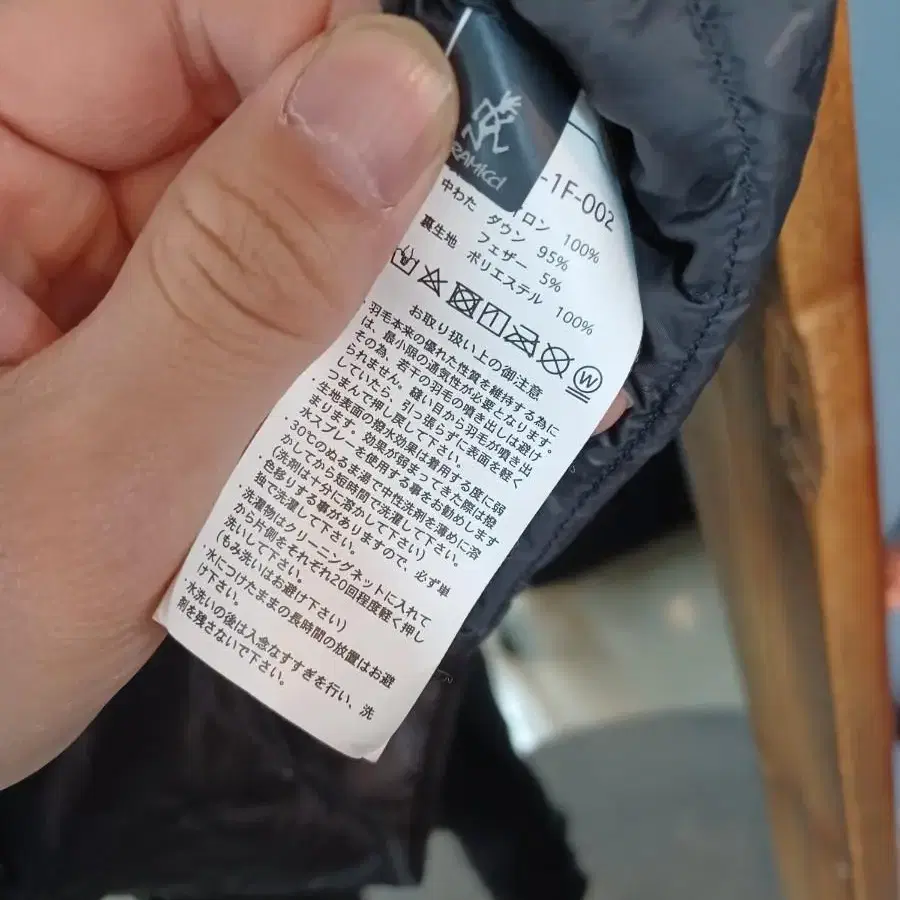 RAMICCI
-1F-002
イロン 100%
中わた ダウン 95%
フェザー 5%
裏生地 ポリエステル 100%
W
お取り扱い上の御注意
・羽毛本来の優れた性質を維持する為に
は、最小限の通気性が必要となります。
その為、若干の羽毛の噴き出しは避け
られません。縫い目から羽毛が噴き出
していたら、引っ張らずに表面を軽く
つまんで押し戻して下さい。
・生地表面の撥水効果は着用する度に弱
まります。効果が弱まってきた際は撥
水スプレーを使用する事をお勧めします
・30℃のぬるま湯で中性洗剤を薄めに溶
かしてから短時間で洗濯して下さい。
(洗剤は十分に溶かして下さい)
・色移りする事がありますので、必ず単
独で洗濯して下さい。
・洗濯物はクリーニングネットに入れて
から片側をそれぞれ20回程度軽く押し
洗いして下さい。
(もみ洗いはお避け下さい)
・水につけたままの長時間の放置はお避
け下さい。
・水洗いの後は入念なすすぎを行い、洗
剤を残さないで下さい。